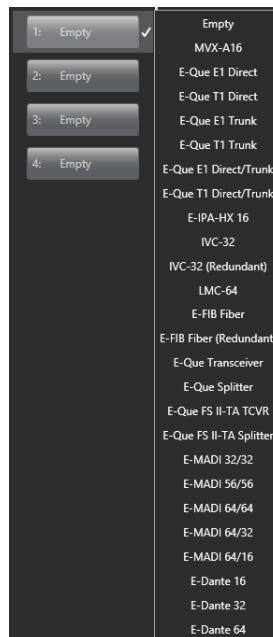 1: Empty
2: Empty
3: Empty
4: Empty
Empty
MVX-A16
E-Que E1 Direct
E-Que T1 Direct
E-Que E1 Trunk
E-Que T1 Trunk
E-Que E1 Direct/Trunk
E-Que T1 Direct/Trunk
E-IPA-HX 16
IVC-32
IVC-32 (Redundant)
LMC-64
E-FIB Fiber
E-FIB Fiber (Redundant
E-Que Transceiver
E-Que Splitter
E-Que FS II-TA TCVR
E-Que FS II-TA Splitter
E-MADI 32/32
E-MADI 56/56
E-MADI 64/64
E-MADI 64/32
E-MADI 64/16
E-Dante 16
E-Dante 32
E-Dante 64